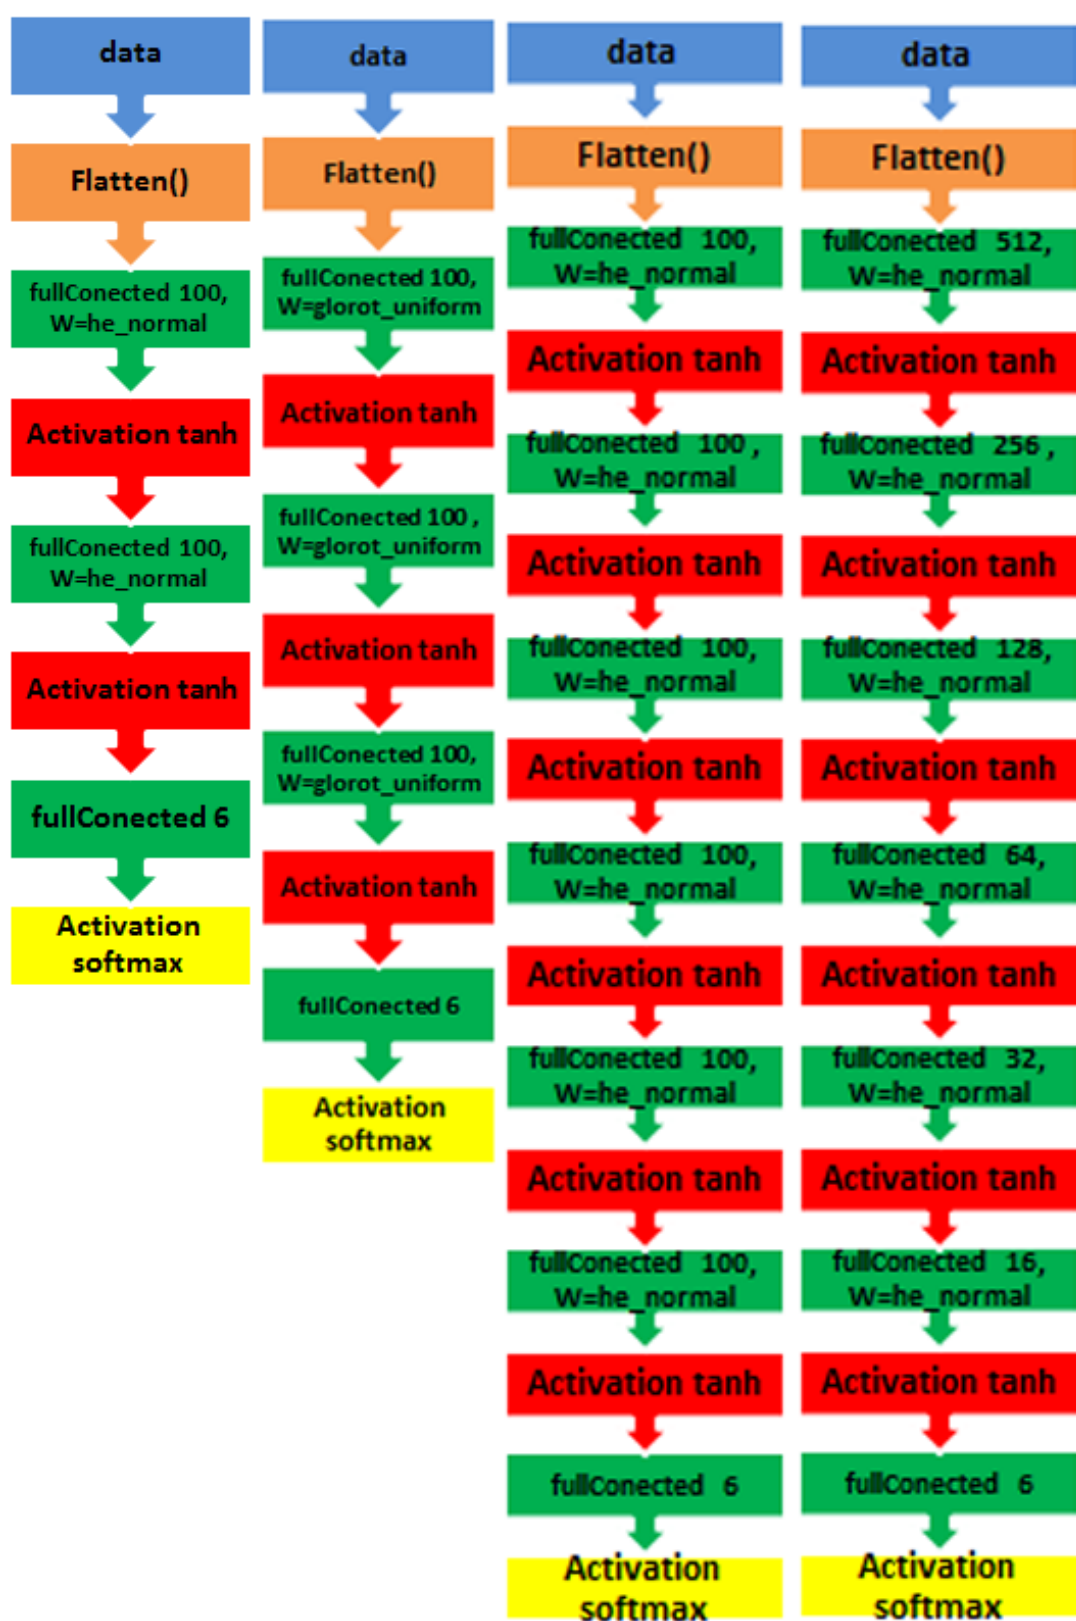 data
Flatten()
fullConected 100,
W=he_normal
Activation tanh
fullConected 100,
W=he_normal
Activation tanh
fullConected 6
Activation
softmax
data
Flatten()
fullConected 100,
W=glorot_uniform
Activation tanh
fullConected 100 ,
W=glorot_uniform
Activation tanh
fullConected 100,
W=glorot_uniform
Activation tanh
fullConected 6
Activation
softmax
data
Flatten()
fullConected 100,
W=he_normal
Activation tanh
fullConected 100 ,
W=he_normal
Activation tanh
fullConected 100,
W=he_normal
Activation tanh
fullConected 100,
W=he_normal
Activation tanh
fullConected 100,
W=he_normal
Activation tanh
fullConected 100,
W=he_normal
Activation tanh
fullConected 6
Activation
softmax
data
Flatten()
fullConected 512,
W=he_normal
Activation tanh
fullConected 256 ,
W=he_normal
Activation tanh
fullConected 128,
W=he_normal
Activation tanh
fullConected 64,
W=he_normal
Activation tanh
fullConected 32,
W=he_normal
Activation tanh
fullConected 16,
W=he_normal
Activation tanh
fullConected 6
Activation
softmax